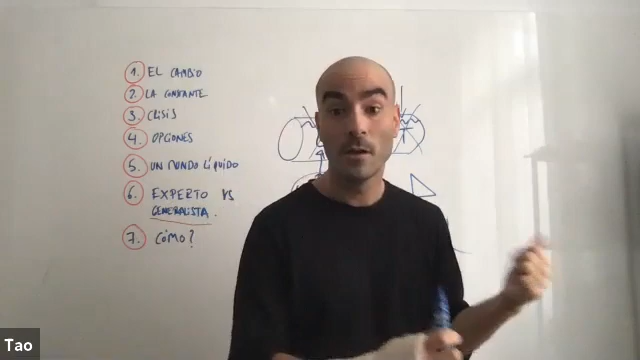 1. EL CAMBIO
2. LA CONSTANTE
3. CRISIS
4. OPCIONES
5. UN MUNDO LÍQUIDO
6. EXPERTO VS
GENERALISTA.
7. CÓMO?
Tao